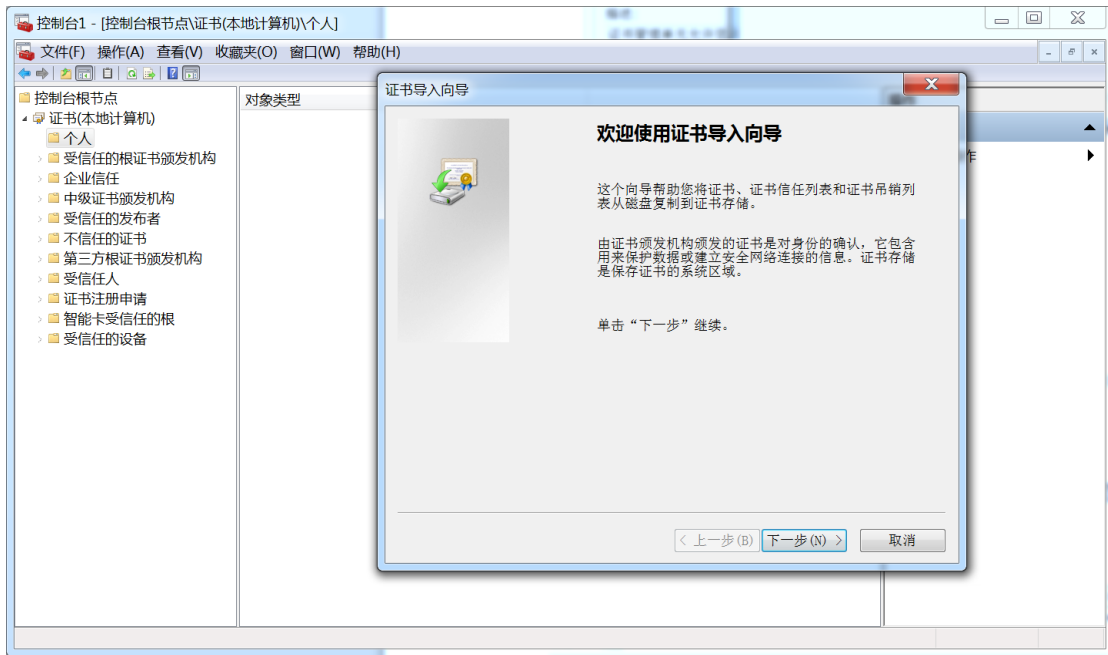 控制台1 - [控制台根节点\证书(本地计算机)\个人]
文件(F) 操作(A) 查看(V) 收藏夹(O) 窗口(W) 帮助(H)
控制台根节点
证书(本地计算机)
个人
受信任的根证书颁发机构
企业信任
中级证书颁发机构
受信任的发布者
不信任的证书
第三方根证书颁发机构
受信任人
证书注册申请
智能卡受信任的根
受信任的设备
对象类型
作
证书导入向导
欢迎使用证书导入向导
这个向导帮助您将证书、证书信任列表和证书吊销列
表从磁盘复制到证书存储。
由证书颁发机构颁发的证书是对身份的确认，它包含
用来保护数据或建立安全网络连接的信息。证书存储
是保存证书的系统区域。
单击“下一步”继续。
< 上一步(B) 下一步(N) > 取消